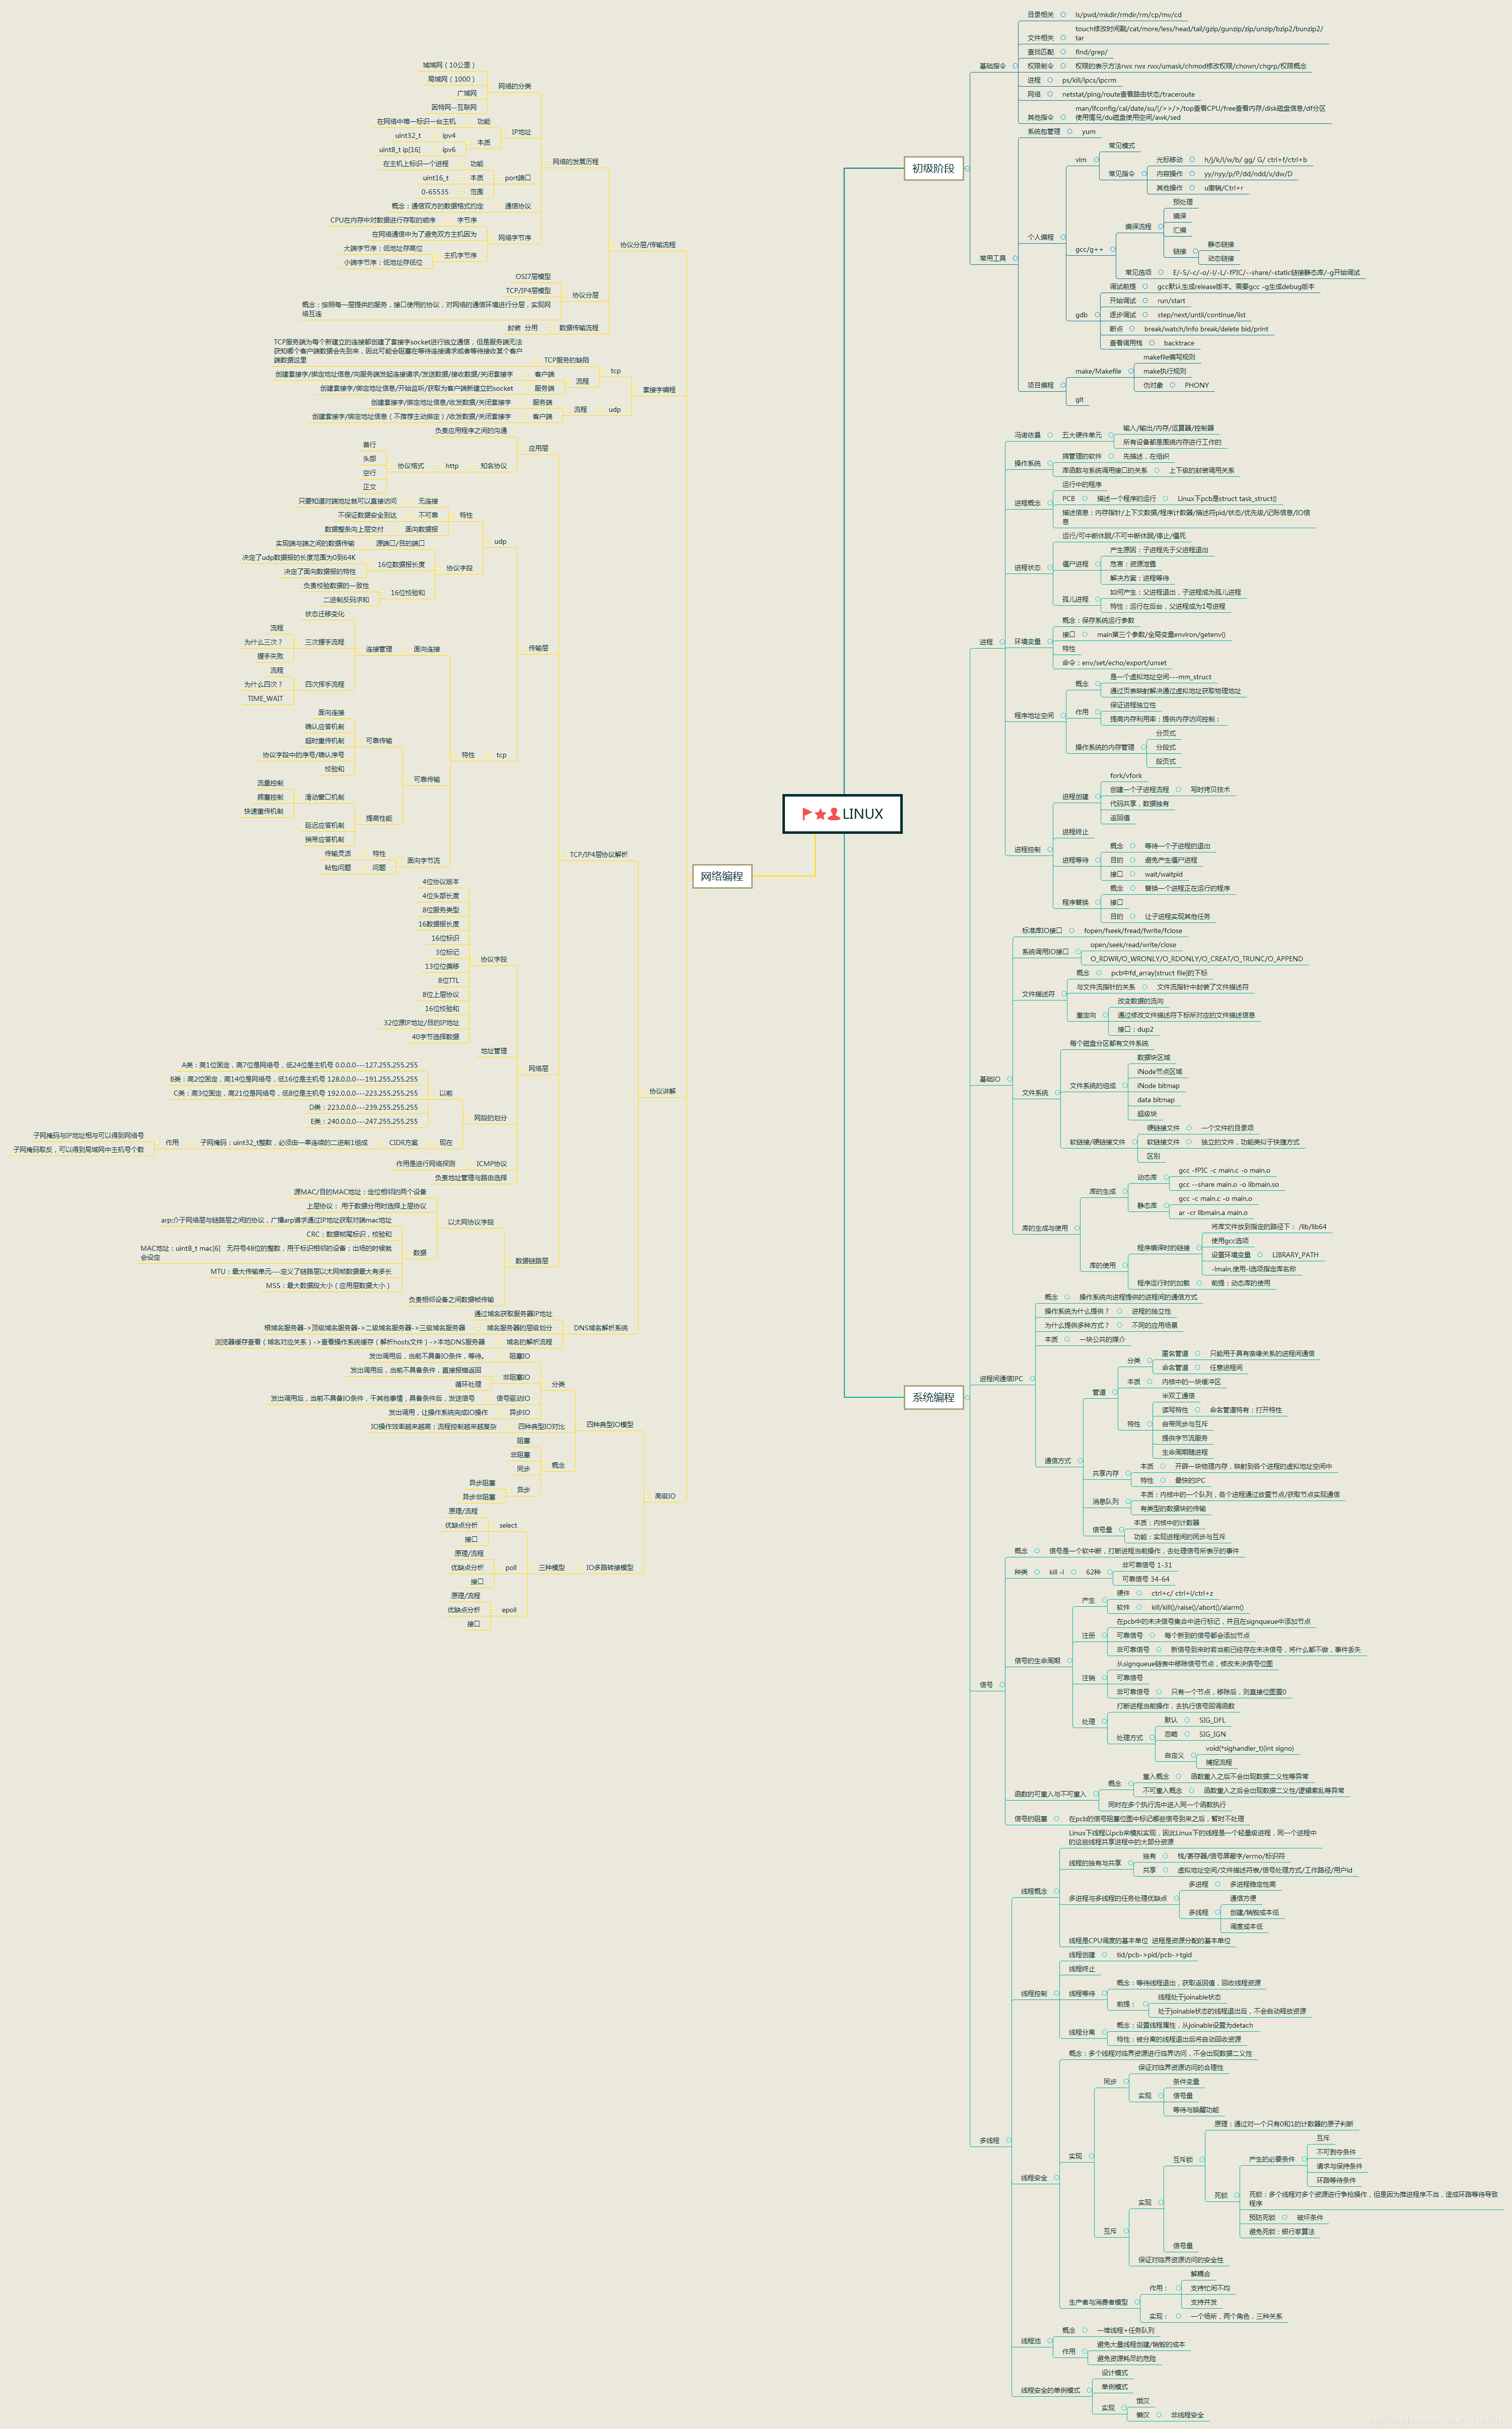 LINUX
初级阶段
基础指令
目录相关
ls/pwd/mkdir/rmdir/rm/cp/mv/cd
文件相关
touch修改时间戳/cat/more/less/head/tail/gzip/gunzip/zip/unzip/bzip2/bunzip2/
tar
查找匹配
find/grep/
权限制令
权限的表示方法rwx rwx rwx/umask/chmod修改权限/chown/chgrp/权限概念
进程
ps/kill/ipcs/ipcrm
网络
netstat/ping/route查看路由状态/traceroute
其他指令
man/ifconfig/cal/date/su/|/>>/>/top查看CPU/free查看内存/disk磁盘信息/df分区
使用情况/du磁盘使用空间/awk/sed
常用工具
系统包管理
yum
个人编程
vim
常见模式
常见指令
光标移动
h/j/k/l/w/b/ gg/ G/ ctrl+f/ctrl+b
内容操作
yy/nyy/p/P/dd/ndd/x/dw/D
其他操作
u撤销/Ctrl+r
gcc/g++
编译流程
预处理
编译
汇编
链接
静态链接
动态链接
常见选项
E/-S/-c/-o/-l/-L/-fPIC/--share/-static链接静态库/-g开始调试
gdb
调试前提
gcc默认生成release版本。需要gcc -g生成debug版本
开始调试
run/start
逐步调试
step/next/until/continue/list
断点
break/watch/info break/delete bid/print
查看调用栈
backtrace
项目编程
make/Makefile
makefile编写规则
make执行规则
伪对象
PHONY
git
系统编程
进程
冯诺依曼
五大硬件单元
输入/输出/内存/运算器/控制器
所有设备都是围绕内存进行工作的
操作系统
搞管理的软件
先描述，在组织
库函数与系统调用接口的关系
上下级的封装调用关系
进程概念
运行中的程序
PCB
描述一个程序的运行
Linux下pcb是struct task_struct{}
描述信息：内存指针/上下文数据/程序计数器/描述符pid/状态/优先级/记账信息/IO信
息
进程状态
运行/可中断休眠/不可中断休眠/停止/僵死
僵尸进程
产生原因：子进程先于父进程退出
危害：资源泄露
解决方案：进程等待
孤儿进程
如何产生：父进程退出，子进程成为孤儿进程
特性：运行在后台，父进程成为1号进程
环境变量
概念：保存系统运行参数
接口
main第三个参数/全局变量environ/getenv()
特性
命令：env/set/echo/export/unset
程序地址空间
概念
是一个虚拟地址空间---mm_struct
通过页表映射解决通过虚拟地址获取物理地址
作用
保证进程独立性
提高内存利用率；提供内存访问控制；
操作系统的内存管理
分页式
分段式
段页式
进程控制
进程创建
fork/vfork
创建一个子进程流程
写时拷贝技术
代码共享，数据独有
返回值
进程终止
进程等待
概念
等待一个子进程的退出
目的
避免产生僵尸进程
接口
wait/waitpid
程序替换
概念
替换一个进程正在运行的程序
接口
目的
让子进程实现其他任务
基础IO
标准库IO接口
fopen/fseek/fread/fwrite/fclose
系统调用IO接口
open/seek/read/write/close
O_RDWR/O_WRONLY/O_RDONLY/O_CREAT/O_TRUNC/O_APPEND
文件描述符
概念
pcb中fd_array[struct file]的下标
与文件流指针的关系
文件流指针中封装了文件描述符
重定向
改变数据的流向
通过修改文件描述符下标所对应的文件描述信息
接口：dup2
文件系统
每个磁盘分区都有文件系统
文件系统的组成
数据块区域
iNode节点区域
iNode bitmap
data bitmap
超级块
软链接/硬链接文件
硬链接文件
一个文件的目录项
软链接文件
独立的文件，功能类似于快捷方式
区别
库的生成与使用
库的生成
动态库
gcc -fPIC -c main.c -o main.o
gcc --share main.o -o libmain.so
静态库
gcc -c main.c -o main.o
ar -cr libmain.a main.o
库的使用
程序编译时的链接
将库文件放到指定的路径下： /lib/lib64
使用gcc选项
设置环境变量
LIBRARY_PATH
-lmain,使用-l选项指定库名称
程序运行时的加载
前提：动态库的使用
进程间通信IPC
概念
操作系统向进程提供的进程间的通信方式
操作系统为什么提供？
进程的独立性
为什么提供多种方式？
不同的应用场景
本质
一块公共的媒介
通信方式
管道
分类
匿名管道
只能用于具有亲缘关系的进程间通信
命名管道
任意进程间
本质
内核中的一块缓冲区
特性
半双工通信
读写特性
命名管道特有：打开特性
自带同步与互斥
提供字节流服务
生命周期随进程
共享内存
本质
开辟一块物理内存，映射到各个进程的虚拟地址空间中
特性
最快的IPC
消息队列
本质：内核中的一个队列，各个进程通过放置节点/获取节点实现通信
有类型的数据块的传输
信号量
本质：内核中的计数器
功能：实现进程间的同步与互斥
信号
概念
信号是一个软中断，打断进程当前操作，去处理信号所表示的事件
种类
kill -l
62种
非可靠信号 1-31
可靠信号 34-64
信号的生命周期
产生
硬件
ctrl+c/ ctrl+l/ctrl+z
软件
kill/kill()/raise()/abort()/alarm()
注册
在pcb中的未决信号集合中进行标记，并且在signqueue中添加节点
可靠信号
每个新到的信号都会添加节点
非可靠信号
新信号到来时若当前已经存在未决信号，将什么都不做，事件丢失
注销
从signqueue链表中移除信号节点，修改未决信号位图
可靠信号
非可靠信号
只有一个节点，移除后，则直接位图置0
处理
打断进程当前操作，去执行信号回调函数
处理方式
默认
SIG_DFL
忽略
SIG_IGN
自定义
void(*sighandler_t)(int signo)
捕捉流程
函数的可重入与不可重入
概念
重入概念
函数重入之后不会出现数据二义性等异常
不可重入概念
函数重入之后会出现数据二义性/逻辑紊乱等异常
同时在多个执行流中进入同一个函数执行
信号的阻塞
在pcb的信号阻塞位图中标记哪些信号到来之后，暂时不处理
多线程
线程概念
Linux下线程以pcb来模拟实现，因此Linux下的线程是一个轻量级进程，同一个进程中
的这些线程共享进程中的大部分资源
线程的独有与共享
独有
栈/寄存器/信号屏蔽字/errno/标识符
共享
虚拟地址空间/文件描述符表/信号处理方式/工作路径/用户id
多进程与多线程的任务处理优缺点
多进程
多进程稳定性高
多线程
通信方便
创建/销毁成本低
调度成本低
线程是CPU调度的基本单位 进程是资源分配的基本单位
线程控制
线程创建
tid/pcb->pid/pcb->tgid
线程终止
线程等待
概念：等待线程退出，获取返回值，回收线程资源
前提：
线程处于joinable状态
处于joinable状态的线程退出后，不会自动释放资源
线程分离
概念：设置线程属性，从joinable设置为detach
特性：被分离的线程退出后将自动回收资源
线程安全
概念：多个线程对临界资源进行临界访问，不会出现数据二义性
实现
同步
保证对临界资源访问的合理性
实现
条件变量
信号量
等待与唤醒功能
互斥
实现
互斥锁
原理：通过对一个只有0和1的计数器的原子判断
死锁
产生的必要条件
互斥
不可剥夺条件
请求与保持条件
环路等待条件
死锁：多个线程对多个资源进行争抢操作，但是因为推进程序不当，造成环路等待导致
程序
预防死锁
破坏条件
避免死锁：银行家算法
信号量
保证对临界资源访问的安全性
生产者与消费者模型
作用：
解耦合
支持忙闲不均
支持并发
实现：
一个场所，两个角色，三种关系
线程池
概念
一堆线程+任务队列
作用
避免大量线程创建/销毁的成本
避免资源耗尽的危险
线程安全的单例模式
设计模式
单例模式
实现
饿汉
懒汉
非线程安全
网络编程
协议分层/传输流程
网络的发展历程
网络的分类
城域网（10公里）
局域网（1000）
广域网
因特网--互联网
IP地址
功能
在网络中唯一标识一台主机
本质
ipv4
uint32_t
ipv6
uint8_t ip[16]
port端口
功能
在主机上标识一个进程
本质
uint16_t
范围
0-65535
通信协议
概念：通信双方的数据格式约定
网络字节序
字节序
CPU在内存中对数据进行存取的顺序
在网络通信中为了避免双方主机因为
主机字节序
大端字节序：低地址存高位
小端字节序：低地址存低位
协议分层
OSI7层模型
TCP/IP4层模型
概念：按照每一层提供的服务，接口使用的协议，对网络的通信环境进行分层，实现网
络互连
数据传输流程
封装 分用
套接字编程
tcp
TCP服务的缺陷
TCP服务端为每个新建立的连接都创建了套接字socket进行独立通信，但是服务端无法
获知哪个客户端数据会先到来，因此可能会阻塞在等待连接请求或者等待接收某个客户
端数据这里
流程
客户端
创建套接字/绑定地址信息/向服务端发起连接请求/发送数据/接收数据/关闭套接字
服务端
创建套接字/绑定地址信息/开始监听/获取为客户端新建立的socket
udp
流程
服务端
创建套接字/绑定地址信息/收发数据/关闭套接字
客户端
创建套接字/绑定地址信息（不推荐主动绑定）/收发数据/关闭套接字
协议讲解
TCP/IP4层协议解析
应用层
负责应用程序之间的沟通
知名协议
http
协议格式
首行
头部
空行
正文
传输层
udp
特性
无连接
只要知道对端地址就可以直接访问
不可靠
不保证数据安全到达
面向数据报
数据整条向上层交付
协议字段
源端口/目的端口
实现端与端之间的数据传输
16位数据报长度
决定了udp数据报的长度范围为0到64K
决定了面向数据报的特性
16位校验和
负责校验数据的一致性
二进制反码求和
tcp
特性
面向连接
连接管理
状态迁移变化
三次握手流程
流程
为什么三次？
握手失败
四次挥手流程
流程
为什么四次？
TIME_WAIT
可靠传输
可靠传输
面向连接
确认应答机制
超时重传机制
协议字段中的序号/确认序号
校验和
提高性能
滑动窗口机制
流量控制
拥塞控制
快速重传机制
延迟应答机制
捎带应答机制
面向字节流
特性
传输灵活
问题
粘包问题
网络层
协议字段
4位协议版本
4位头部长度
8位服务类型
16数据报长度
16位标识
3位标记
13位位偏移
8位TTL
8位上层协议
16位校验和
32位源IP地址/目的IP地址
40字节选择数据
地址管理
网段的划分
以前
A类：高1位固定，高7位是网络号，低24位是主机号 0.0.0.0---127.255.255.255
B类：高2位固定，高14位是网络号，低16位是主机号 128.0.0.0---191.255.255.255
C类：高3位固定，高21位是网络号，低8位是主机号 192.0.0.0---223.255.255.255
D类：223.0.0.0---239.255.255.255
E类：240.0.0.0---247.255.255.255
现在
CIDR方案
子网掩码：uint32_t整数，必须由一串连续的二进制1组成
作用
子网掩码与IP地址相与可以得到网络号
子网掩码取反，可以得到局域网中主机号个数
ICMP协议
作用是进行网络探测
负责地址管理与路由选择
数据链路层
以太网协议字段
源MAC/目的MAC地址：定位相邻的两个设备
上层协议： 用于数据分用时选择上层协议
数据
arp:介于网络层与链路层之间的协议，广播arp请求通过IP地址获取对端mac地址
CRC：数据帧尾标识，校验和
MAC地址：uint8_t mac[6] 无符号48位的整数，用于标识相邻的设备；出场的时候就
会设定
MTU：最大传输单元---定义了链路层以太网帧数据最大有多长
MSS：最大数据段大小（应用层数据大小）
负责相邻设备之间数据帧传输
DNS域名解析系统
通过域名获取服务器IP地址
域名服务器的层级划分
根域名服务器->顶级域名服务器->二级域名服务器->三级域名服务器
域名的解析流程
浏览器缓存查看（域名对应关系）->查看操作系统缓存（解析hosts文件）->本地DNS服务器
高级IO
四种典型IO模型
分类
阻塞IO
发出调用后，当前不具备IO条件，等待。
非阻塞IO
发出调用后，当前不具备条件，直接报错返回
循环处理
信号驱动IO
发出调用后，当前不具备IO条件，干其他事情，具备条件后，发送信号
异步IO
发出调用，让操作系统完成IO操作
四种典型IO对比
IO操作效率越来越高；流程控制越来越复杂
概念
阻塞
非阻塞
同步
异步
异步阻塞
异步非阻塞
IO多路转接模型
三种模型
select
原理/流程
优缺点分析
接口
poll
原理/流程
优缺点分析
接口
epoll
原理/流程
优缺点分析
接口